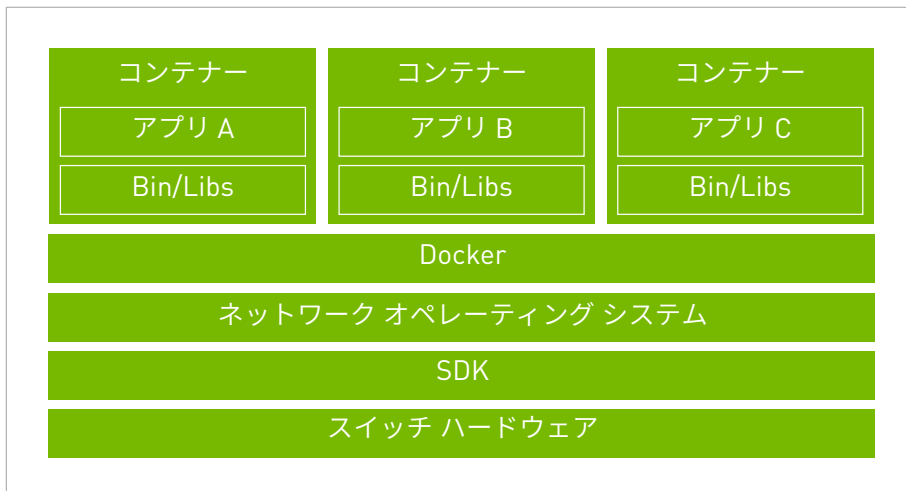 コンテナー
アプリ A
Bin/Libs
コンテナー
アプリ B
Bin/Libs
コンテナー
アプリ C
Bin/Libs
Docker
ネットワーク オペレーティング システム
SDK
スイッチ ハードウェア